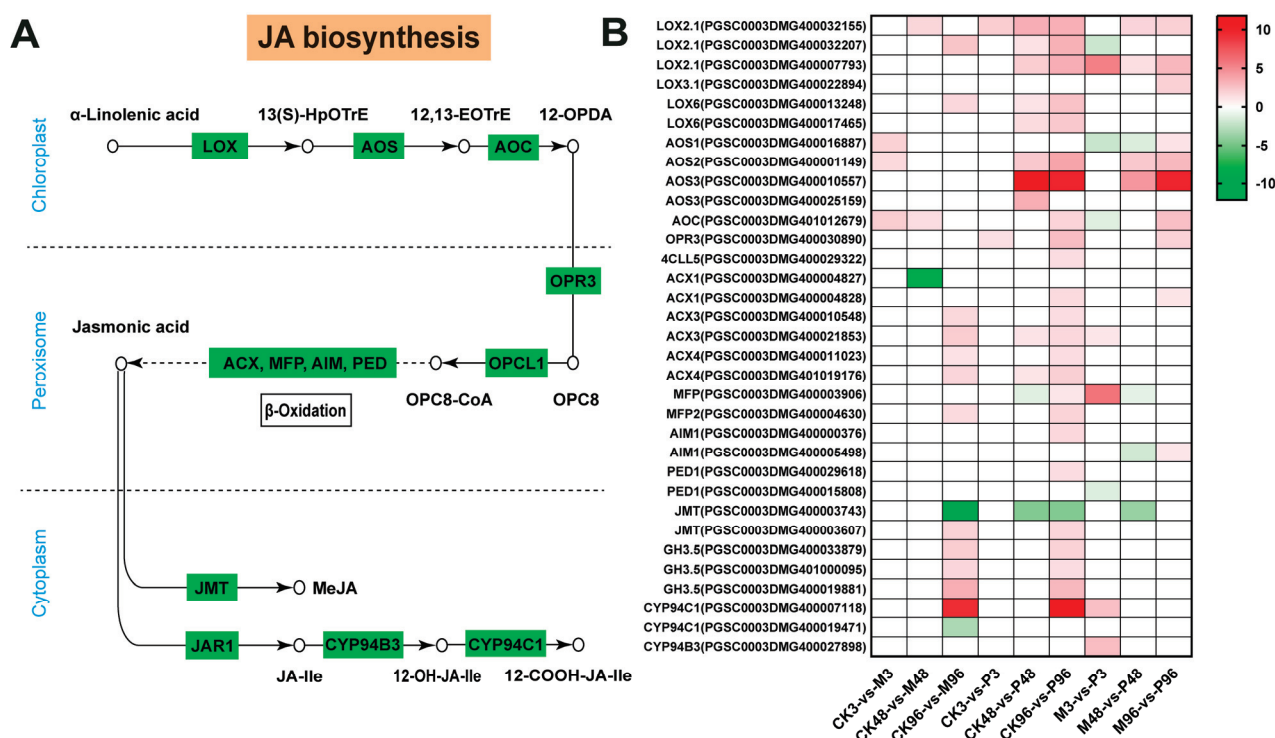 A
JA biosynthesis
Chloroplast
α-Linolenic acid
13(S)-HpOTrE
12,13-EOTrE
12-OPDA
LOX
AOS
AOC
OPR3
Peroxisome
Jasmonic acid
ACX, MFP, AIM, PED
OPCL1
β-Oxidation
OPC8-CoA
OPC8
Cytoplasm
JMT
MeJA
JAR1
CYP94B3
CYP94C1
JA-Ile
12-OH-JA-Ile
12-COOH-JA-Ile
B
LOX2.1(PGSC0003DMG400032155)
LOX2.1(PGSC0003DMG400032207)
LOX2.1(PGSC0003DMG400007793)
LOX3.1(PGSC0003DMG400022894)
LOX6(PGSC0003DMG400013248)
LOX6(PGSC0003DMG400017465)
AOS1(PGSC0003DMG400016887)
AOS2(PGSC0003DMG400001149)
AOS3(PGSC0003DMG400010557)
AOS3(PGSC0003DMG400025159)
AOC(PGSC0003DMG401012679)
OPR3(PGSC0003DMG400030890)
4CLL5(PGSC0003DMG400029322)
ACX1(PGSC0003DMG400004827)
ACX1(PGSC0003DMG400004828)
ACX3(PGSC0003DMG400010548)
ACX3(PGSC0003DMG400021853)
ACX4(PGSC0003DMG400011023)
ACX4(PGSC0003DMG401019176)
MFP(PGSC0003DMG400003906)
MFP2(PGSC0003DMG400004630)
AIM1(PGSC0003DMG400000376)
AIM1(PGSC0003DMG400005498)
PED1(PGSC0003DMG400029618)
PED1(PGSC0003DMG400015808)
JMT(PGSC0003DMG400003743)
JMT(PGSC0003DMG400003607)
GH3.5(PGSC0003DMG400033879)
GH3.5(PGSC0003DMG401000095)
GH3.5(PGSC0003DMG400019881)
CYP94C1(PGSC0003DMG400007118)
CYP94C1(PGSC0003DMG400019471)
CYP94B3(PGSC0003DMG400027898)
CK3-vs-M3
CK48-vs-M48
CK96-vs-M96
CK3-vs-P3
CK48-vs-P48
CK96-vs-P96
M3-vs-P3
M48-vs-P48
M96-vs-P96
10
5
0
-5
-10